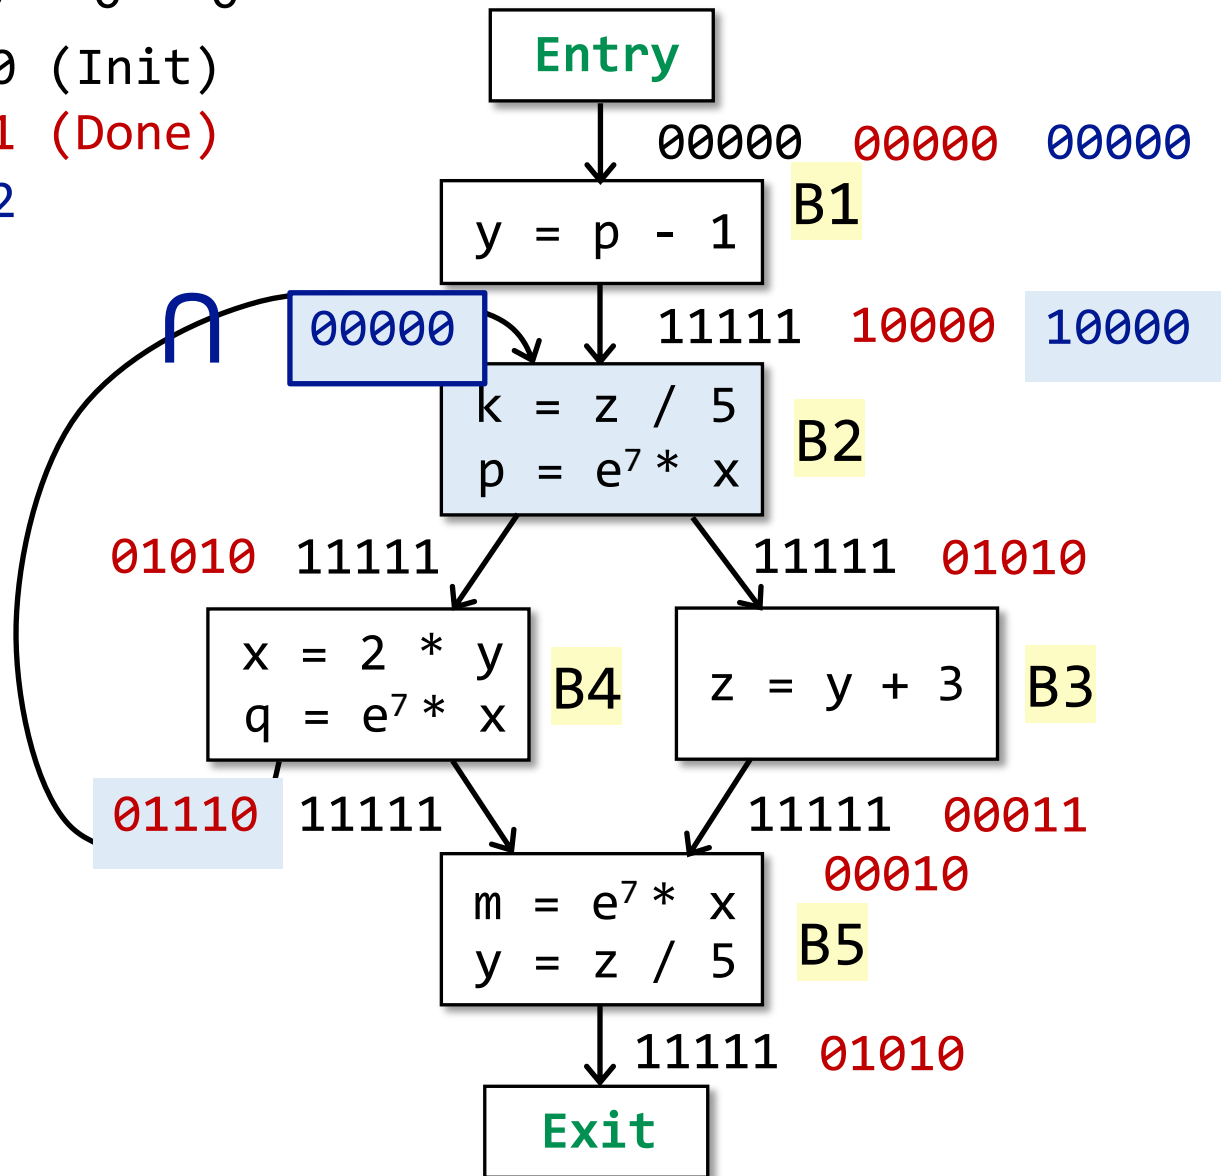 0 (Init)
1 (Done)
2
Entry
00000 00000 00000
B1
y = p - 1
∩ 00000
11111 10000 10000
k = z / 5
p = e⁷ * x
B2
01010 11111
11111 01010
x = 2 * y
q = e⁷ * x
B4
z = y + 3
B3
01110 11111
11111 00011
00010
m = e⁷ * x
y = z / 5
B5
11111 01010
Exit